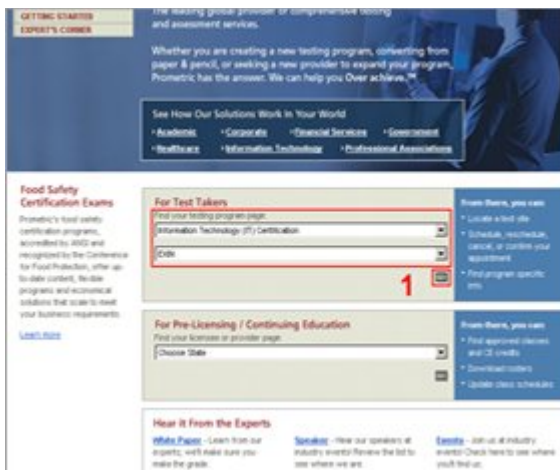 GETTING STARTED
EXPERT'S CORNER
The leading global provider of comprehensive testing
and assessment services.
Whether you are creating a new testing program, converting from
paper & pencil, or seeking a new provider to expand your program,
Prometric has the answer. We can help you Over achieve.™
See How Our Solutions Work In Your World
Academic
Corporate
Financial Services
Government
Healthcare
Information Technology
Professional Associations
Food Safety
Certification Exams
Prometric's food safety
certification programs,
accredited by ANSI and
recognized by the Conference
for Food Protection, offer up-
to-date content, flexible
programs and economical
solutions that scale to meet
your business requirements.
Learn more
For Test Takers
Find your testing program page:
Information Technology (IT) Certification
EXIN
1
From there, you can:
Locate a test site
Schedule, reschedule,
cancel, or confirm your
appointment
Find program specific
info
For Pre-Licensing / Continuing Education
Find your licensee or provider page:
Choose State
From there, you can:
Find approved classes
and CE credits
Download rosters
Update class schedules
Hear it From the Experts
White Paper - Learn from our
experts; we'll make sure you
make the grade.
Speaker - Hear our speakers at
industry events! Review the list to
see where we are
Events - Join us at industry
events! Check here to see where
you'll find us.